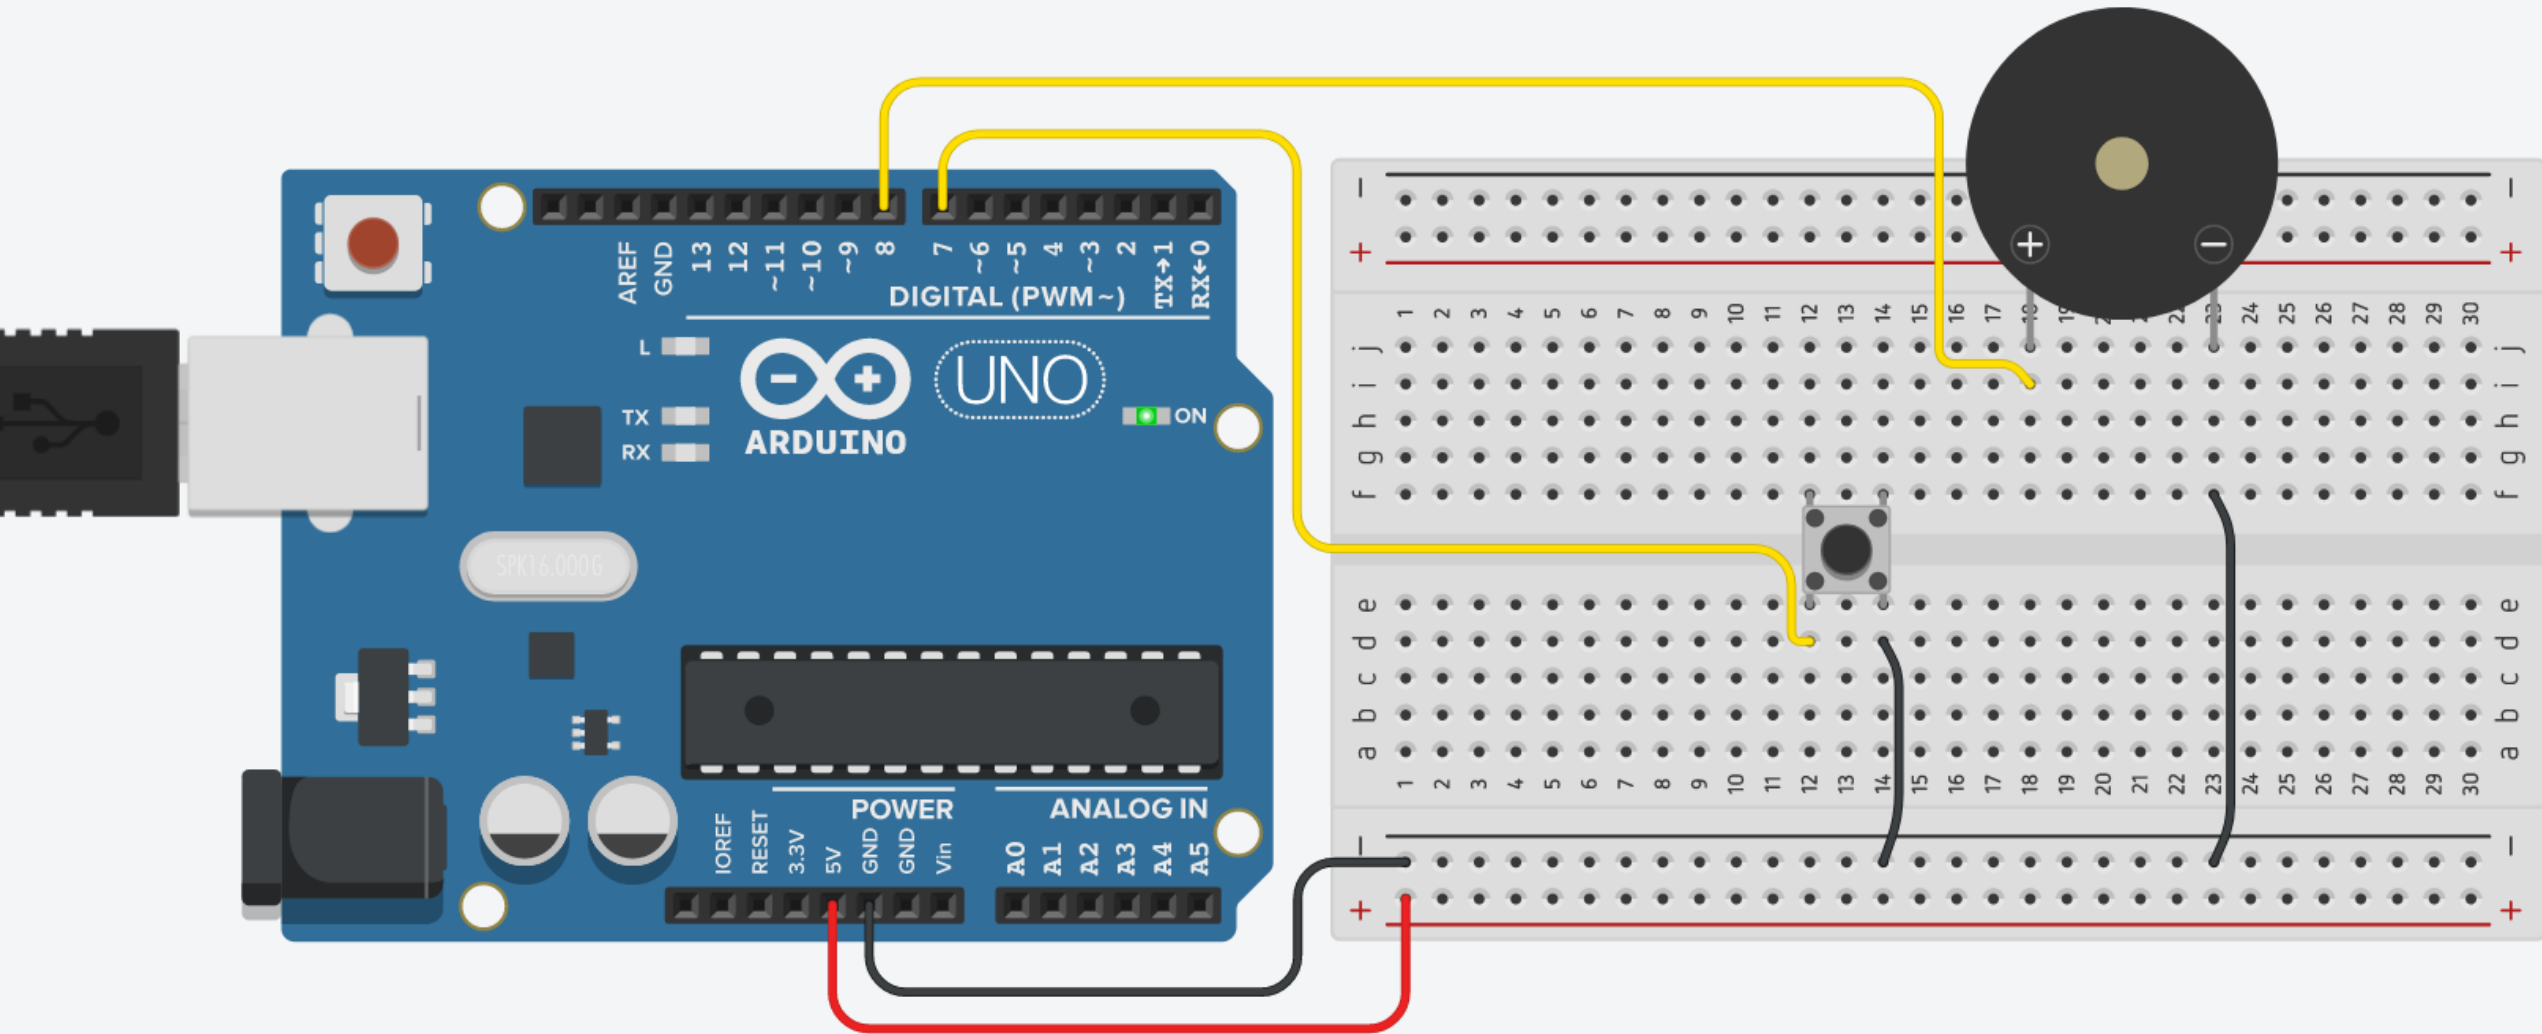 AREF
GND
13
12
~11
~10
~9
8
7
~6
~5
4
~3
2
TX→1
RX←0
DIGITAL (PWM~)
L
TX
RX
ARDUINO
UNO
ON
SPK16.000G
POWER
ANALOG IN
IOREF
RESET
3.3V
5V
GND
GND
Vin
A0
A1
A2
A3
A4
A5
− −
+ +
+ −
1 2 3 4 5 6 7 8 9 10 11 12 13 14 15 16 17 18 19 22 23 24 25 26 27 28 29 30
j j
i i
h h
g g
f f
e e
d d
c c
b b
a a
1 2 3 4 5 6 7 8 9 10 11 12 13 14 15 16 17 18 19 20 21 22 23 24 25 26 27 28 29 30
− −
+ +